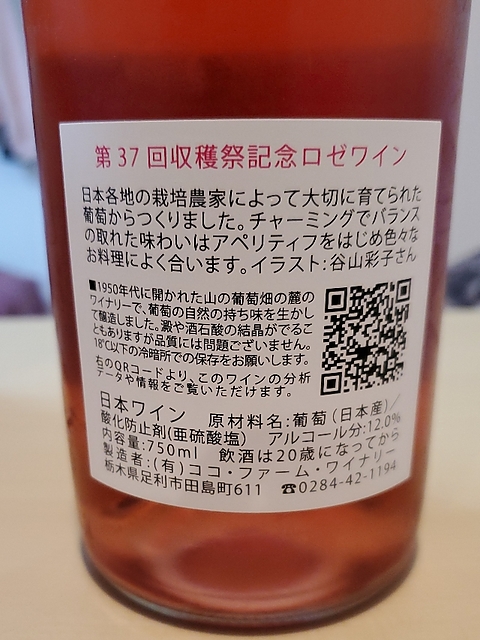 第37回収穫祭記念ロゼワイン
日本各地の栽培農家によって大切に育てられた
葡萄からつくりました。チャーミングでバランス
の取れた味わいはアペリティフをはじめ色々な
お料理によく合います。イラスト:谷山彩子さん
■1950年代に開かれた山の葡萄畑の麓の
ワイナリーで、葡萄の自然の持ち味を生かし
て醸造しました。澱や酒石酸の結晶がでるこ
ともありますが品質には問題ございません。
18℃以下の冷暗所での保存をお願いします。
右のQRコードより、このワインの分析
データや情報をご覧いただけます。
日本ワイン 原材料名:葡萄(日本産)/
酸化防止剤(亜硫酸塩) アルコール分:12.0%
内容量:750ml 飲酒は20歳になってから
製造者:(有)ココ・ファーム・ワイナリー
栃木県足利市田島町611 ☎0284-42-1194